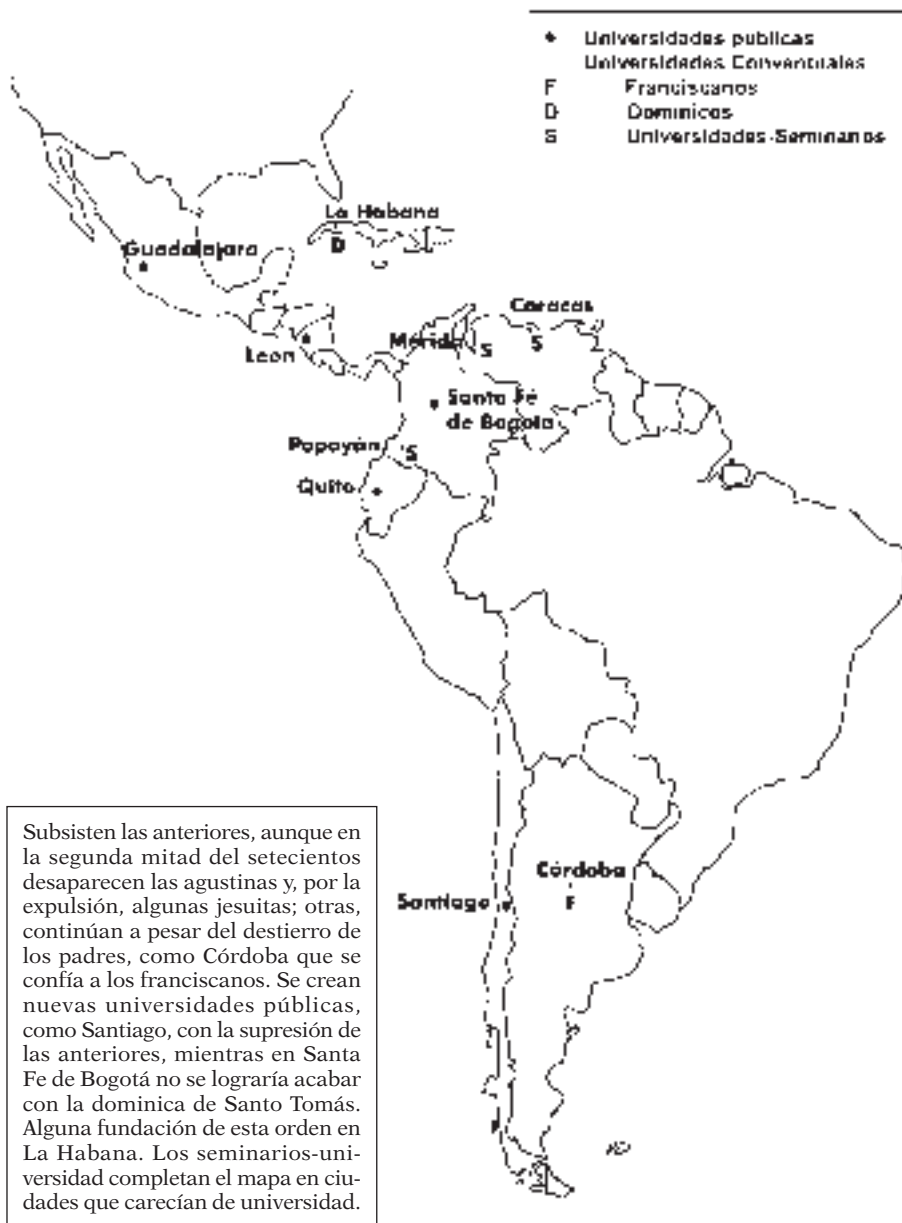 • Universidades publicas
Universidades Conventuales
F Franciscanos
D Dominicos
S Universidades-Seminarios
La Habana
D
Guadalajara
Caracas
Leon
Mérida
S
S
Santa Fé
de Bogota
Popayán
S
Quito
Córdoba
Santiago
F
Subsisten las anteriores, aunque en
la segunda mitad del setecientos
desaparecen las agustinas y, por la
expulsión, algunas jesuitas; otras,
continúan a pesar del destierro de
los padres, como Córdoba que se
confía a los franciscanos. Se crean
nuevas universidades públicas,
como Santiago, con la supresión de
las anteriores, mientras en Santa
Fe de Bogotá no se lograría acabar
con la dominica de Santo Tomás.
Alguna fundación de esta orden en
La Habana. Los seminarios-uni-
versidad completan el mapa en ciu-
dades que carecían de universidad.